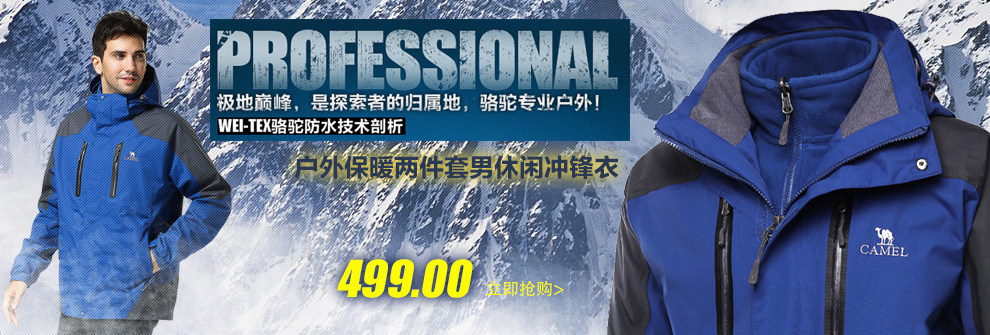 PROFESSIONAL
极地巅峰，是探索者的归属地，骆驼专业户外！
WEI-TEX骆驼防水技术剖析
户外保暖两件套男休闲冲锋衣
499.00 立即抢购>
CAMEL